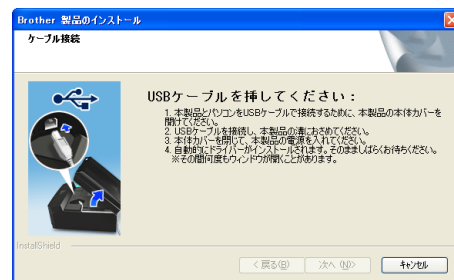 Brother 製品のインストール
ケーブル接続
USBケーブルを挿してください：
1. 本製品とパソコンをUSBケーブルで接続するために、本製品の本体カバーを
開けてください。
2. USBケーブルを接続し、本製品の溝におさめてください。
3. 本体カバーを閉じて、本製品の電源を入れてください。
4. 自動的にドライバーがインストールされます。そのまましばらくお待ちください。
※その間何度もウィンドウが開くことがあります。
InstallShield
< 戻る(B)
次へ (N)>
キャンセル